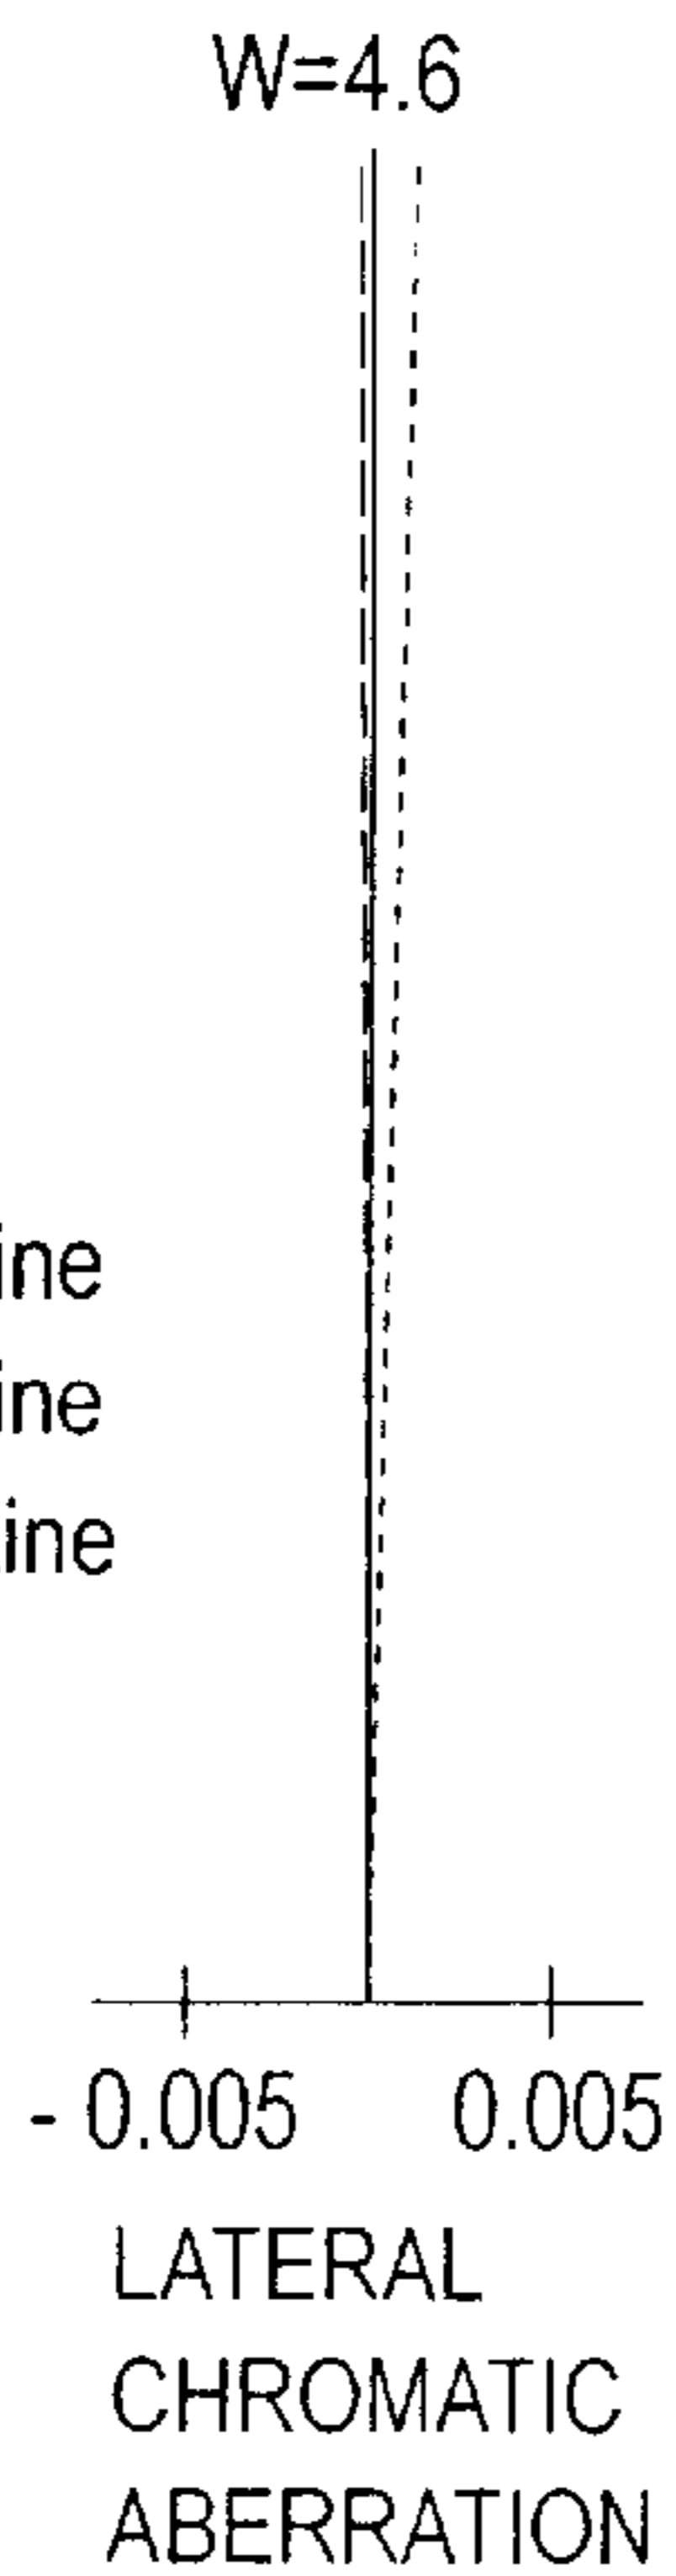 W=4.6
ine
ine
ine
- 0.005 0.005
LATERAL
CHROMATIC
ABERRATION